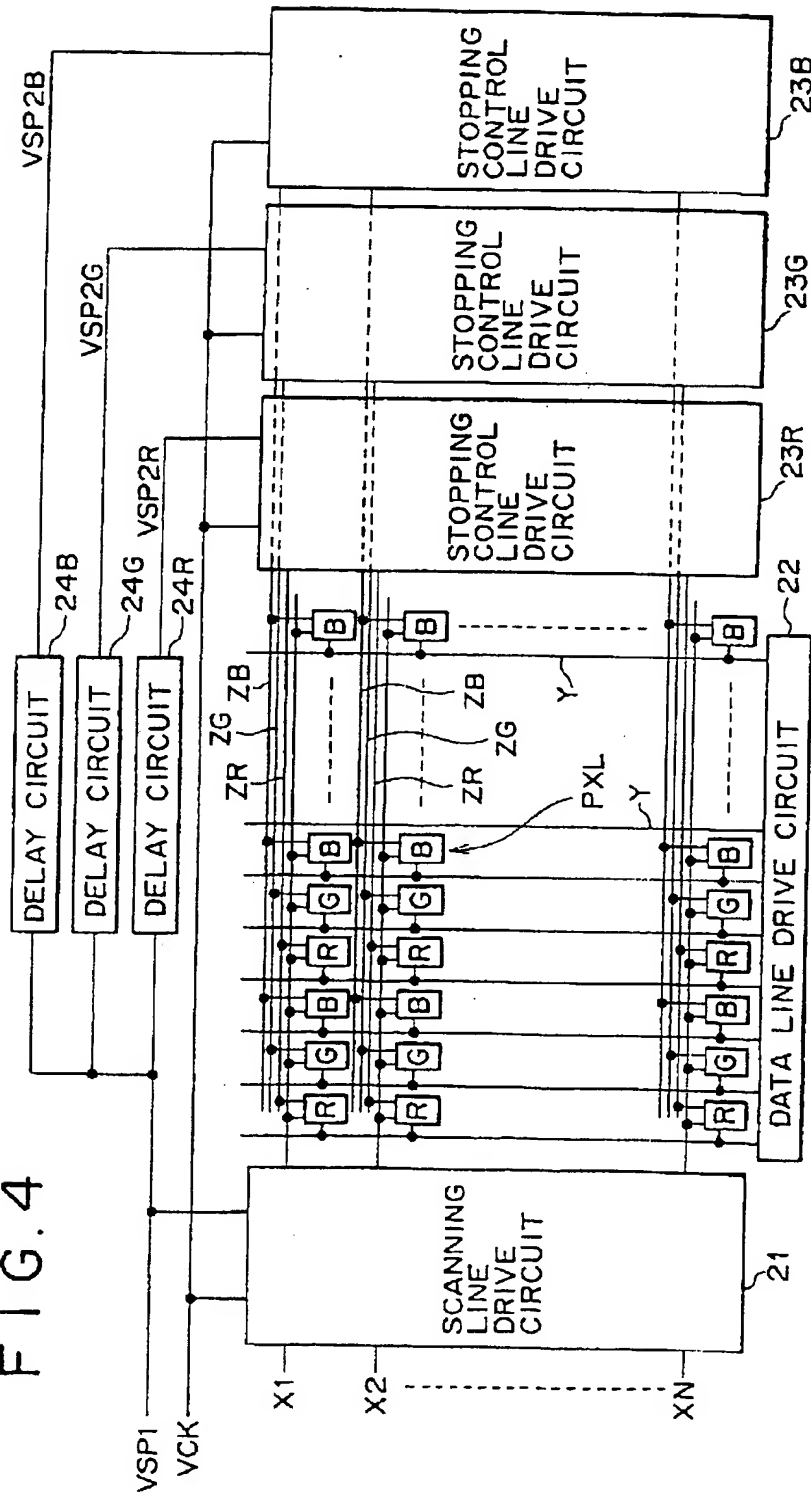 FIG. 4
VSP1
VCK
DELAY CIRCUIT
24B
DELAY CIRCUIT
24G
DELAY CIRCUIT
24R
VSP2B
VSP2G
VSP2R
X1
X2
XN
SCANNING
LINE
DRIVE
CIRCUIT
21
ZR
ZG
ZB
R
G
B
R
G
B
B
ZR
ZG
ZB
R
G
B
R
G
B
B
PXL
Y
Y
R
G
B
R
G
B
B
DATA LINE DRIVE CIRCUIT
22
STOPPING
CONTROL
LINE
DRIVE
CIRCUIT
23R
STOPPING
CONTROL
LINE
DRIVE
CIRCUIT
23G
STOPPING
CONTROL
LINE
DRIVE
CIRCUIT
23B